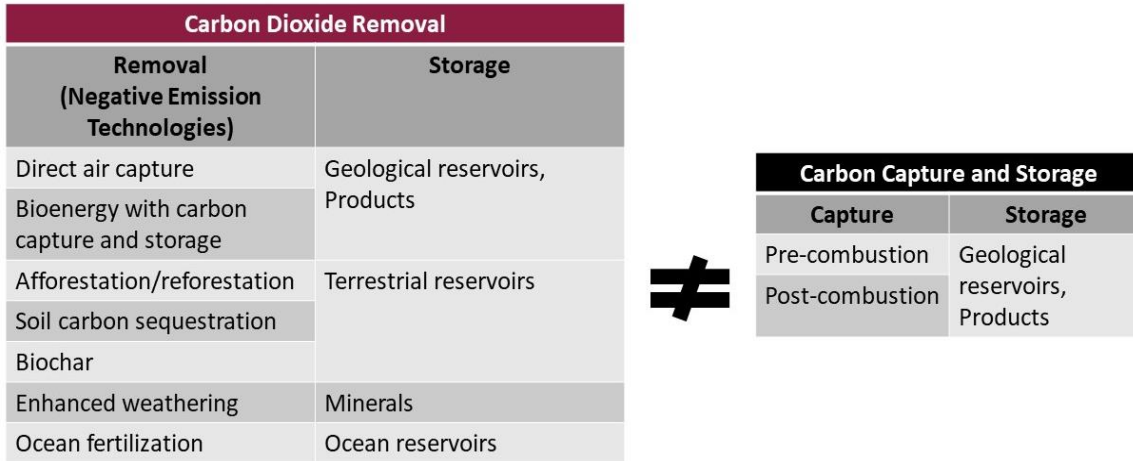 Carbon Dioxide Removal
Removal
(Negative Emission
Technologies)
Storage
Direct air capture
Geological reservoirs,
Products
Bioenergy with carbon
capture and storage
Afforestation/reforestation
Terrestrial reservoirs
Soil carbon sequestration
Biochar
Enhanced weathering
Minerals
Ocean fertilization
Ocean reservoirs
≠
Carbon Capture and Storage
Capture
Storage
Pre-combustion
Geological
reservoirs,
Products
Post-combustion